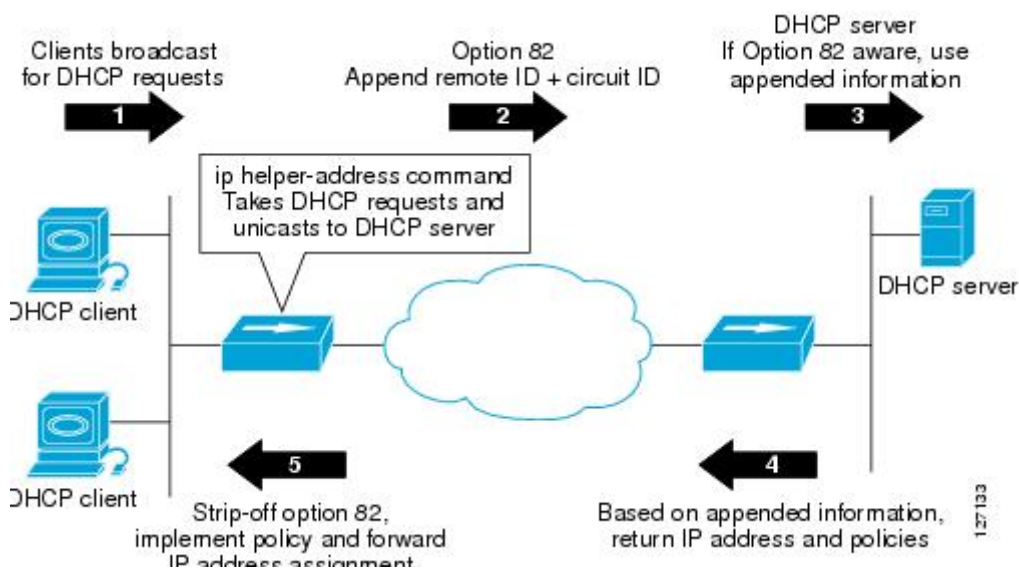 Clients broadcast
for DHCP requests
1
Option 82
Append remote ID + circuit ID
2
DHCP server
If Option 82 aware, use
appended information
3
ip helper-address command
Takes DHCP requests and
unicasts to DHCP server
DHCP client
DHCP server
DHCP client
5
Strip-off option 82,
implement policy and forward
IP address assignment
4
Based on appended information,
return IP address and policies
127133